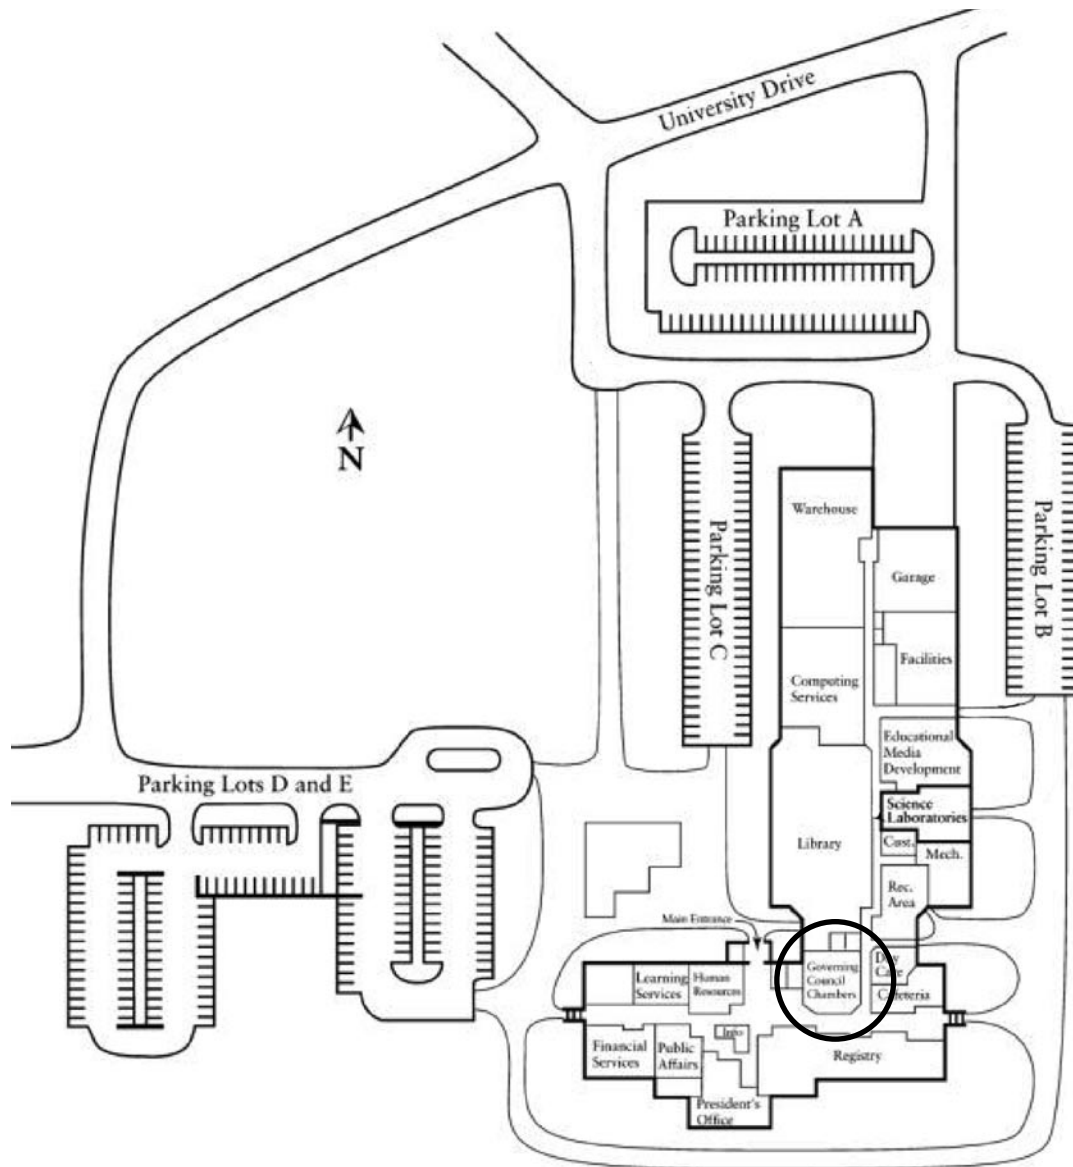 University Drive
Parking Lot A
N
Warehouse
Parking Lot C
Garage
Parking Lot B
Facilities
Computing
Services
Educational
Media
Development
Parking Lots D and E
Science
Laboratories
Library
Cust.
Mech.
Rec.
Area
Main Entrance
Day
Care
Governing
Council
Chambers
Learning
Services
Human
Resources
Cafeteria
Info
Financial
Services
Public
Affairs
Registry
President's
Office